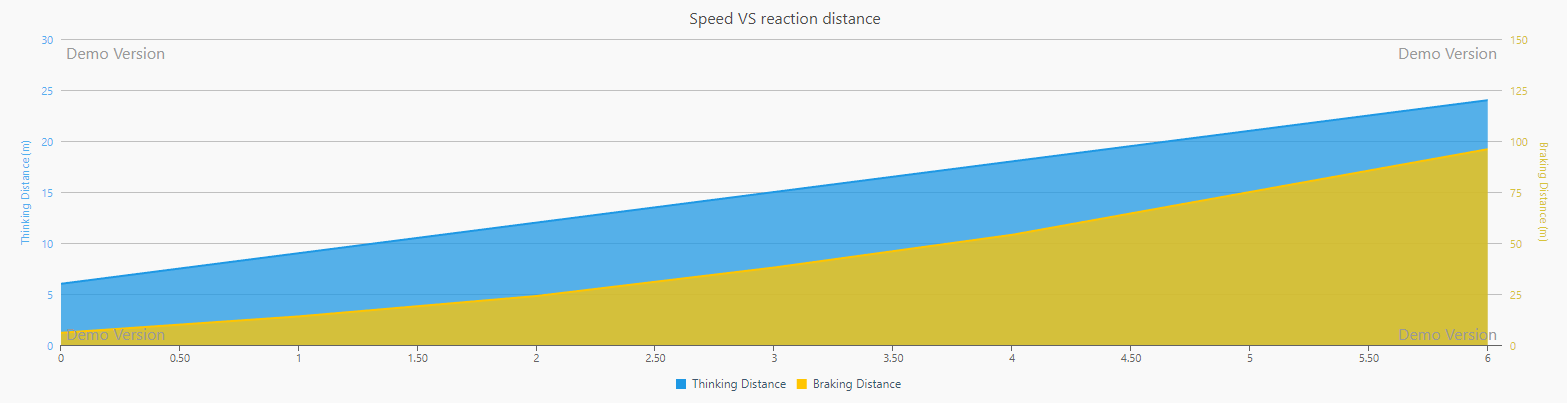 Speed VS reaction distance
30
25
20
15
10
5
0
Thinking Distance (m)
Demo Version
Demo Version
Demo Version
Demo Version
150
125
100
75
50
25
0
Braking Distance (m)
0 0.50 1 1.50 2 2.50 3 3.50 4 4.50 5 5.50 6
Thinking Distance Braking Distance